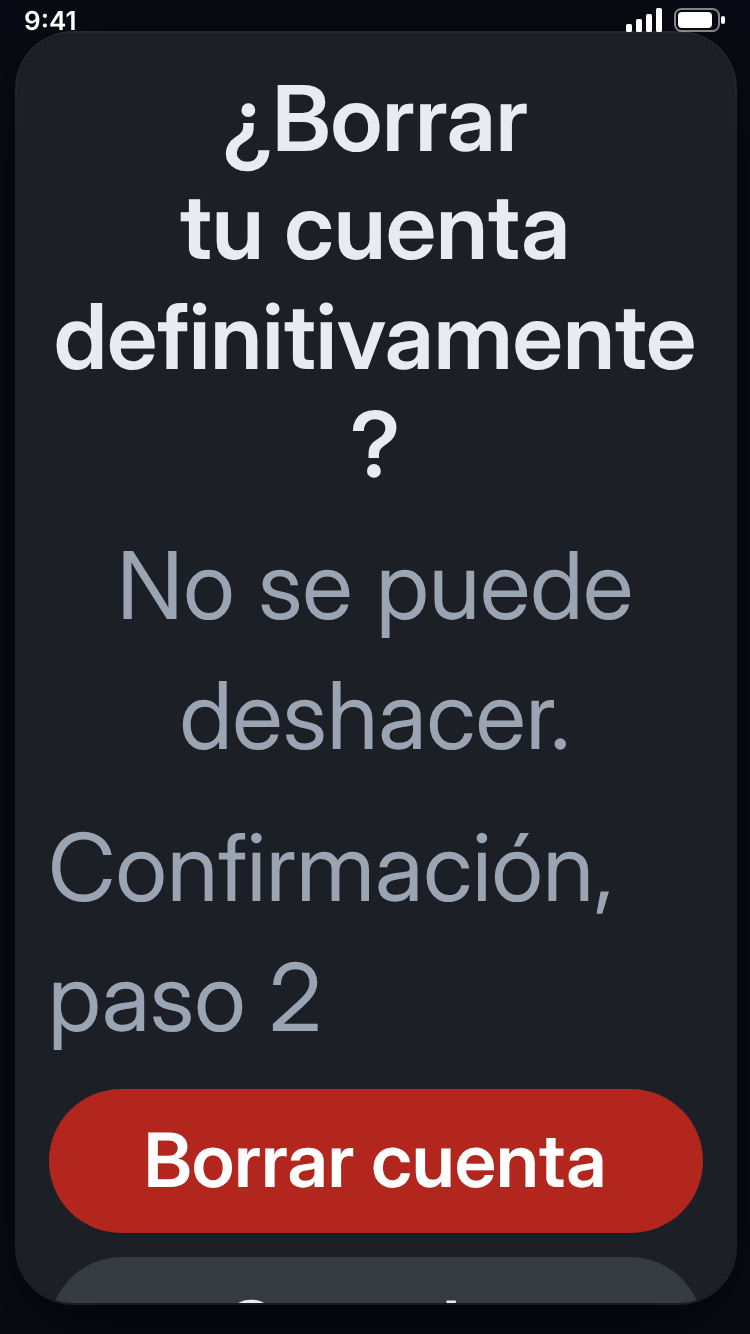 9:41
¿Borrar
tu cuenta
definitivamente
?
No se puede
deshacer.
Confirmación,
paso 2
Borrar cuenta